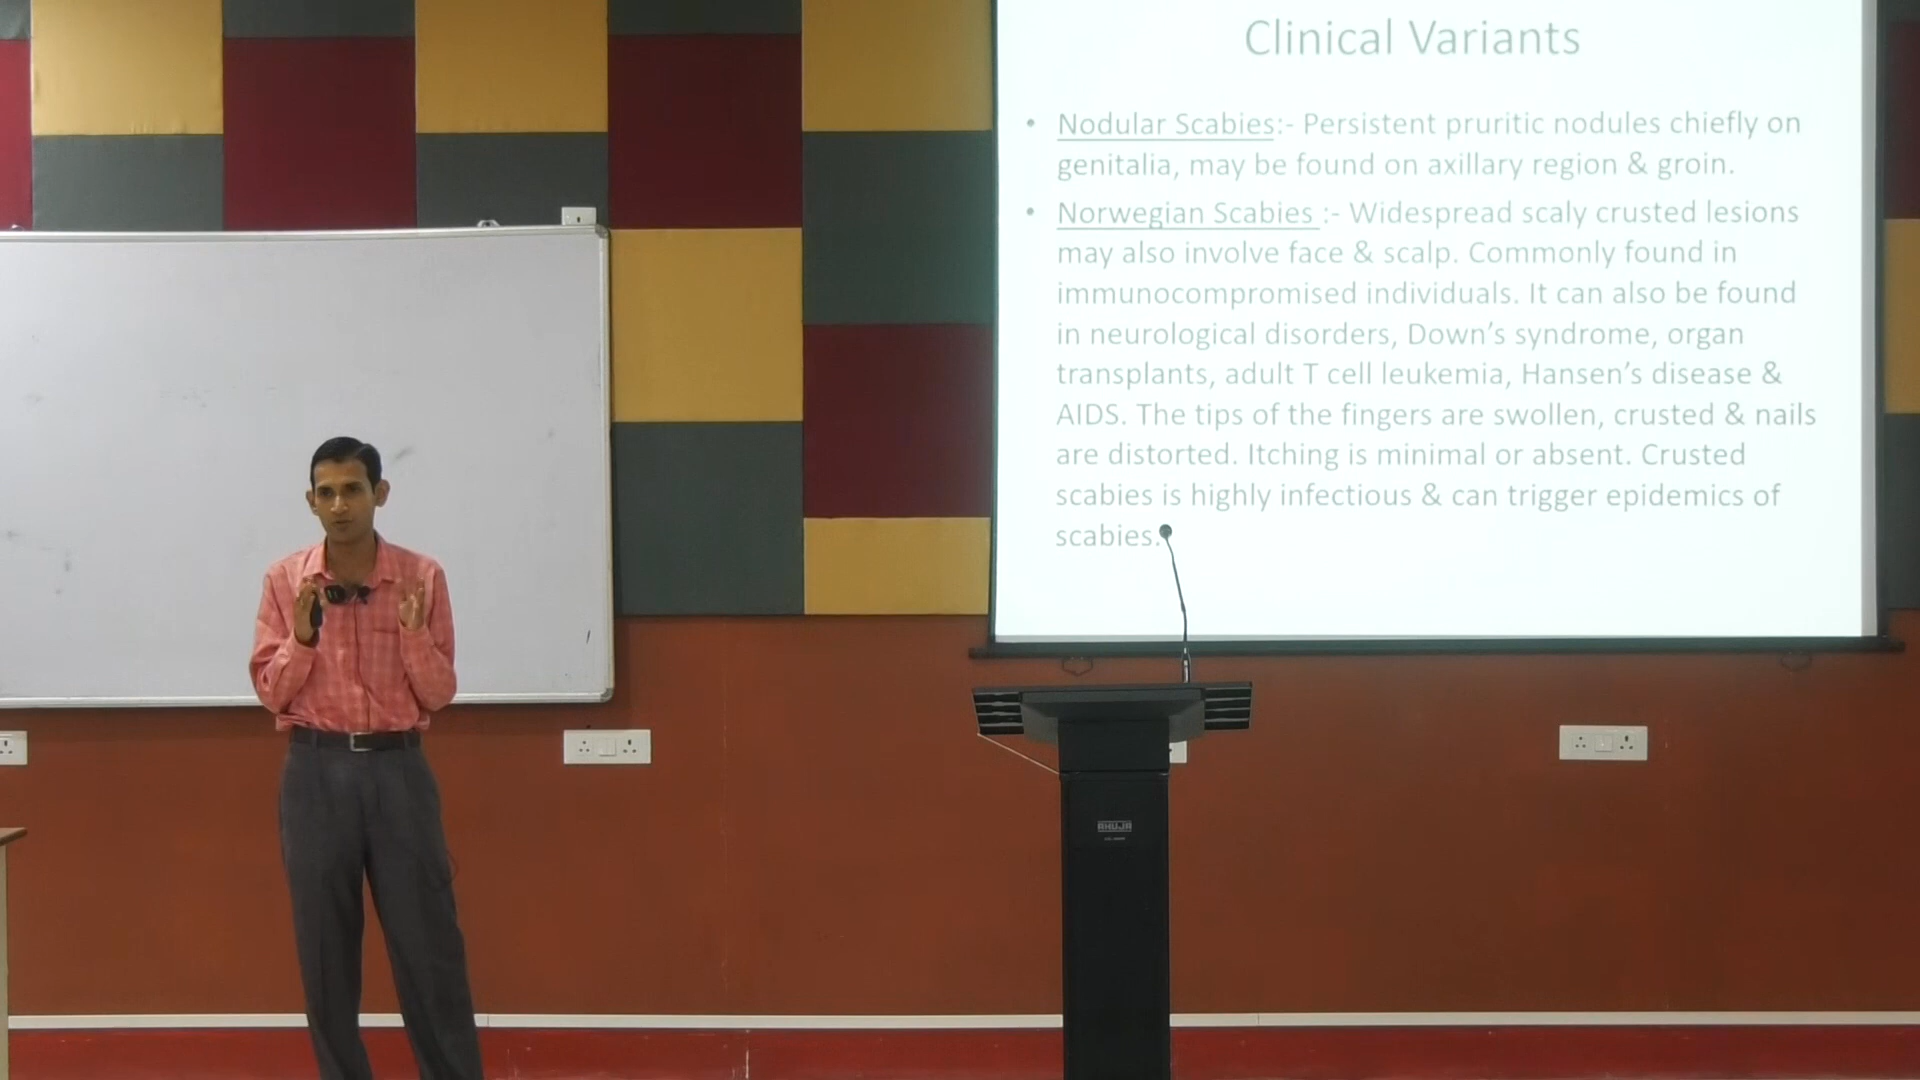 Clinical Variants
• Nodular Scabies:- Persistent pruritic nodules chiefly on
genitalia, may be found on axillary region & groin.
• Norwegian Scabies :- Widespread scaly crusted lesions
may also involve face & scalp. Commonly found in
immunocompromised individuals. It can also be found
in neurological disorders, Down's syndrome, organ
transplants, adult T cell leukemia, Hansen's disease &
AIDS. The tips of the fingers are swollen, crusted & nails
are distorted. Itching is minimal or absent. Crusted
scabies is highly infectious & can trigger epidemics of
scabies.
AHUJA